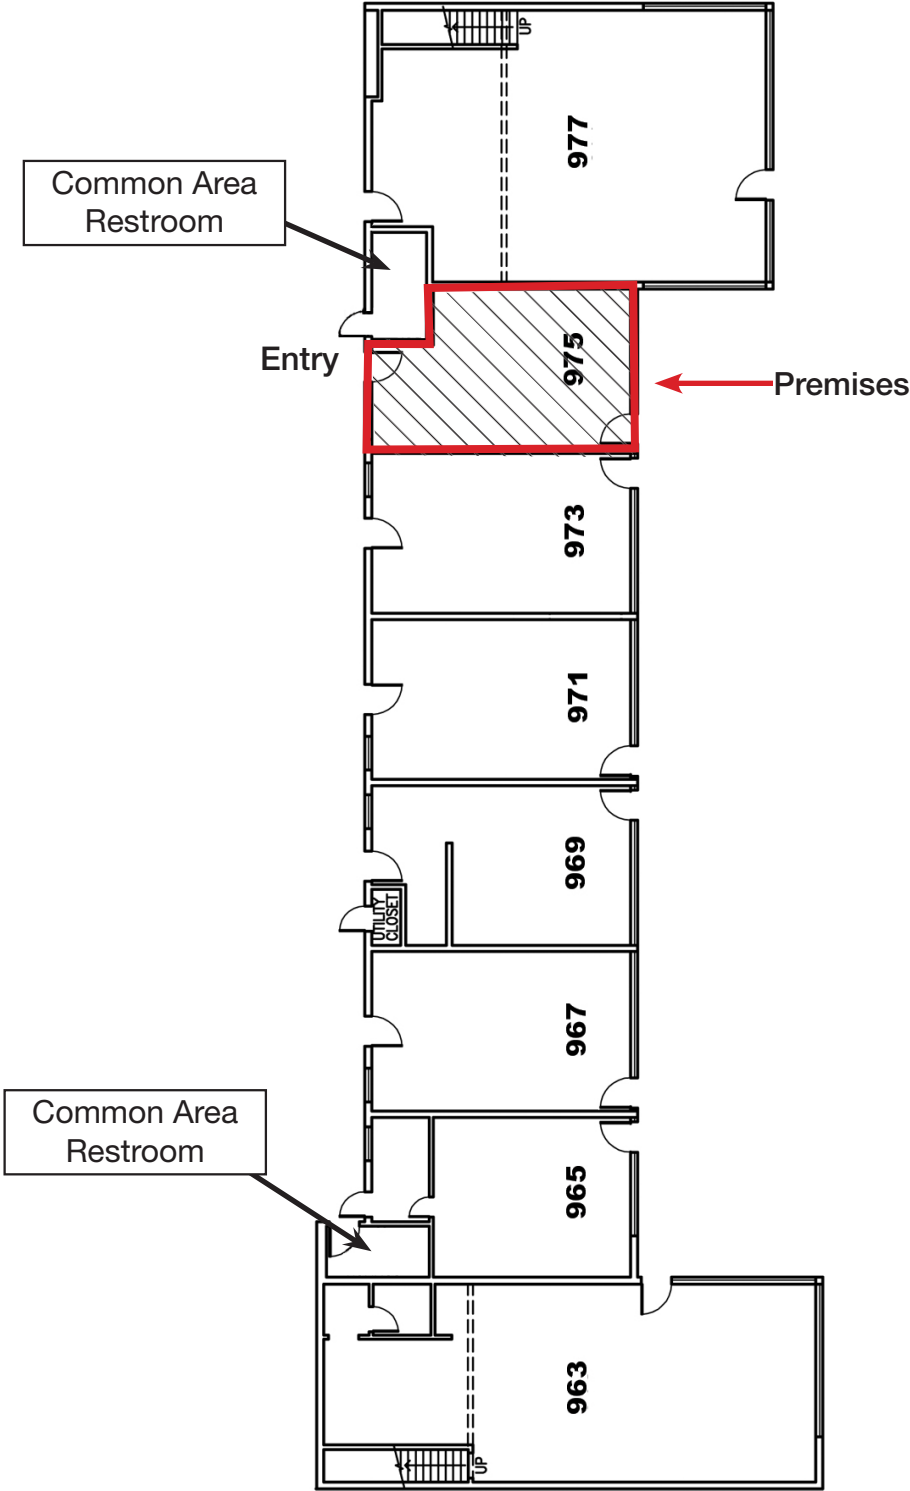 UP
977
Common Area
Restroom
Entry
975
Premises
973
971
969
UTILITY
CLOSET
967
Common Area
Restroom
965
963
UP